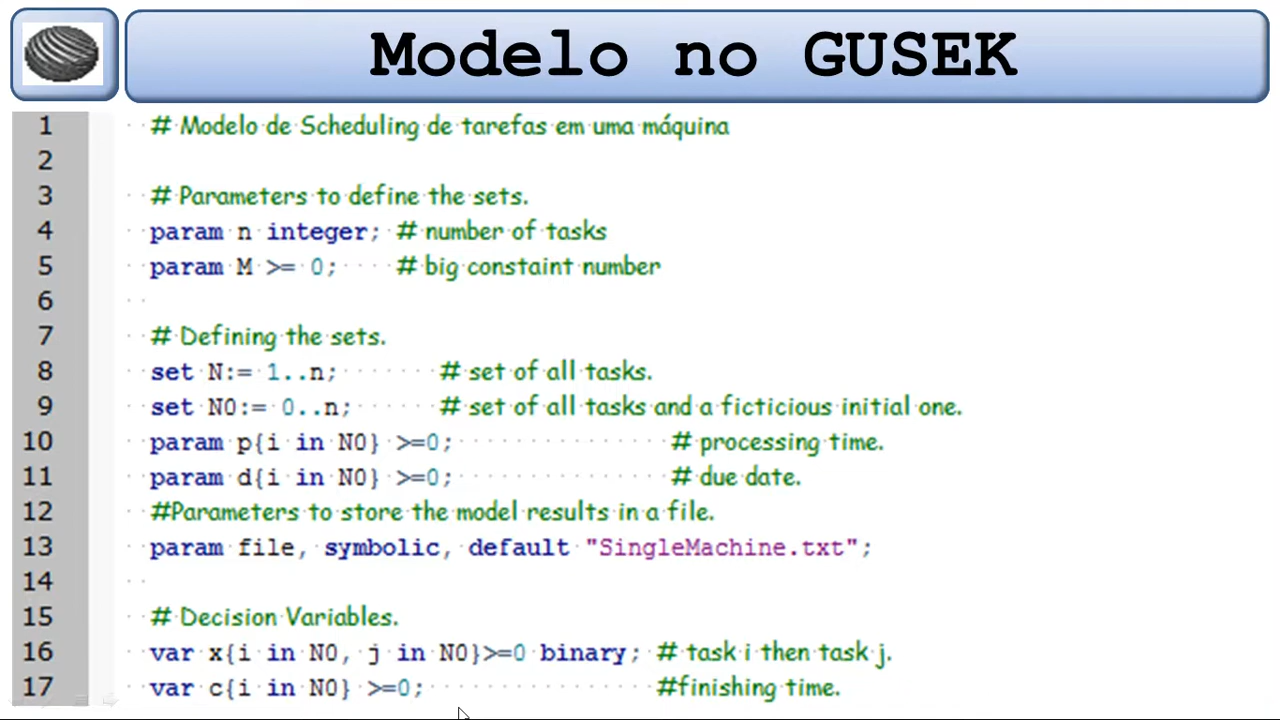 Modelo no GUSEK
1 # Modelo de Scheduling de tarefas em uma máquina
2
3 # Parameters to define the sets.
4 param n integer; # number of tasks
5 param M >= 0; # big constaint number
6
7 # Defining the sets.
8 set N:= 1..n; # set of all tasks.
9 set N0:= 0..n; # set of all tasks and a ficticious initial one.
10 param p{i in N0} >=0; # processing time.
11 param d{i in N0} >=0; # due date.
12 #Parameters to store the model results in a file.
13 param file, symbolic, default "SingleMachine.txt";
14
15 # Decision Variables.
16 var x{i in N0, j in N0}>=0 binary; # task i then task j.
17 var c{i in N0} >=0; #finishing time.